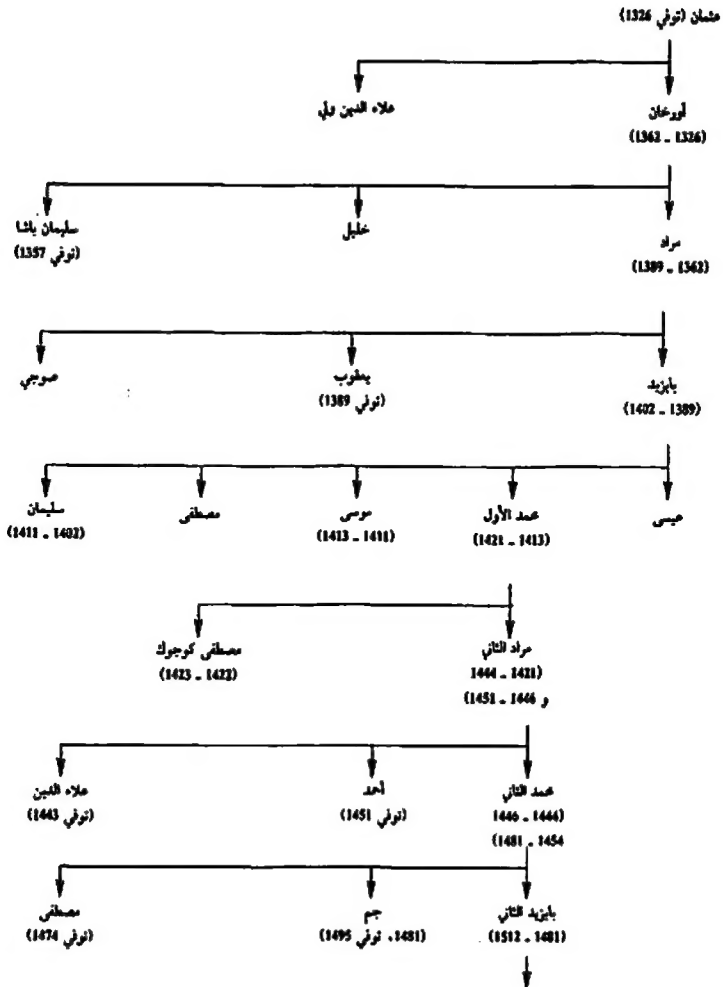 عثمان (توفي 1326)
أورخان
(1326 ـ 1362)
علاء الدين ولي
مراد
(1362 ـ 1389)
خليل
سليمان باشا
(توفي 1357)
بايزيد
(1389 ـ 1402)
يعقوب
(توفي 1389)
صوجي
عيسى
محمد الأول
(1413 ـ 1421)
موسى
(1411 ـ 1413)
مصطفى
سليمان
(1402 ـ 1411)
مراد الثاني
(1421 ـ 1444
و 1446 ـ 1451)
مصطفى كوجوك
(1422 ـ 1423)
محمد الثاني
(1444 ـ 1446
1454 ـ 1481)
أحمد
(توفي 1451)
علاء الدين
(توفي 1443)
بايزيد الثاني
(1481 ـ 1512)
جم
(1481، توفي 1495)
مصطفى
(توفي 1474)